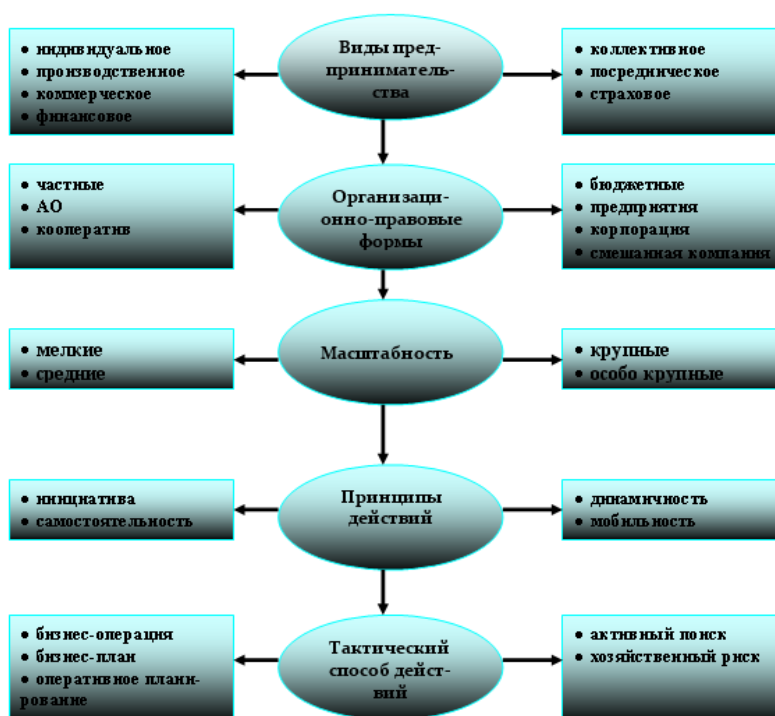 • индивидуальное
• производственное
• коммерческое
• финансовое
Виды пред-
приниматель-
ства
• коллективное
• посредническое
• страховое
• частные
• АО
• кооператив
Организаци-
онно-правовые
формы
• бюджетные
• предприятия
• корпорация
• смешанная компания
• мелкие
• средние
Масштабность
• крупные
• особо крупные
• инициатива
• самостоятельность
Принципы
действий
• динамичность
• мобильность
• бизнес-операция
• бизнес-план
• оперативное плани-
рование
Тактический
способ дейст-
вий
• активный поиск
• хозяйственный риск